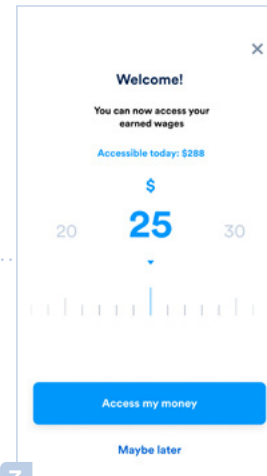 ×
Welcome!
You can now access your
earned wages
Accessible today: $288
$
20 25 30
Access my money
Maybe later